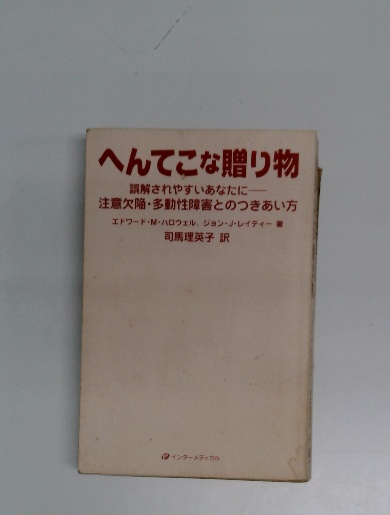 へんてこな贈り物
誤解されやすいあなたに——
注意欠陥・多動性障害とのつきあい方
エドワード・M・ハロウェル、ジョン・J・レイティー 著
司馬理英子 訳
インターメディカル